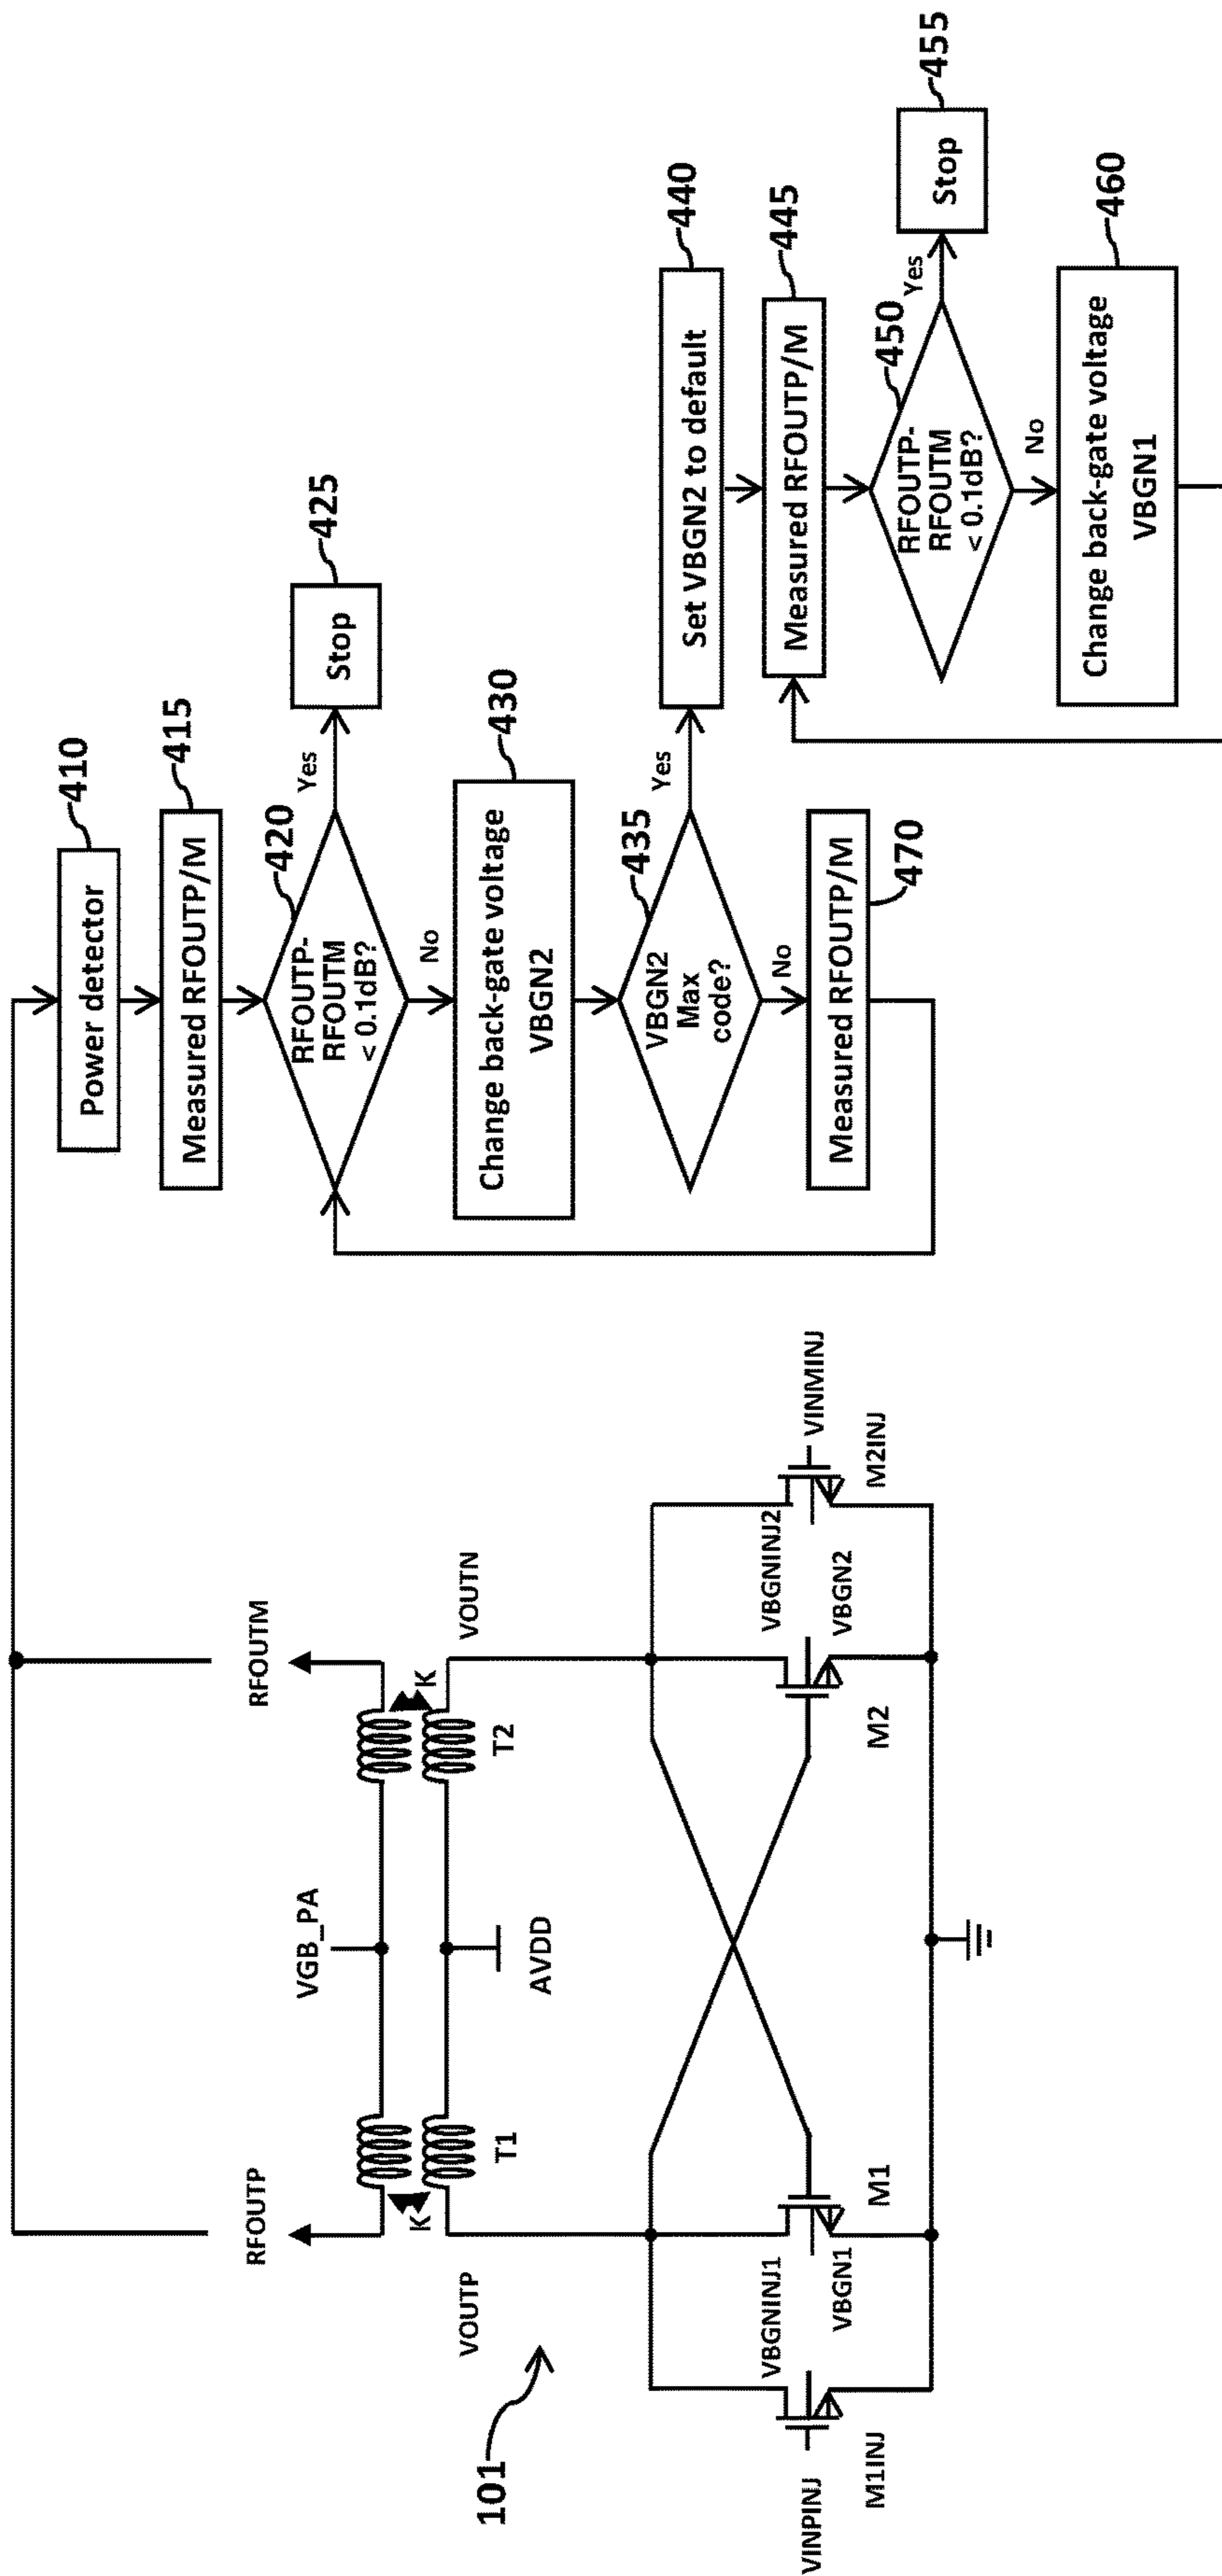 101
RFOUTP
RFOUTM
VGB_PA
K
K
T1
T2
AVDD
VOUTP
VOUTN
VBGNINJ1
VBGN1
VBGNINJ2
VBGN2
VINPINJ
M1INJ
M1
M2
M2INJ
VINMINJ
Power detector
410
Measured RFOUTP/M
415
RFOUTP-
RFOUTM
< 0.1dB?
420
Yes
Stop
425
No
Change back-gate voltage
VBGN2
430
VBGN2
Max
code?
435
Yes
No
Measured RFOUTP/M
470
Set VBGN2 to default
440
Measured RFOUTP/M
445
RFOUTP-
RFOUTM
< 0.1dB?
450
Yes
Stop
455
No
Change back-gate voltage
VBGN1
460